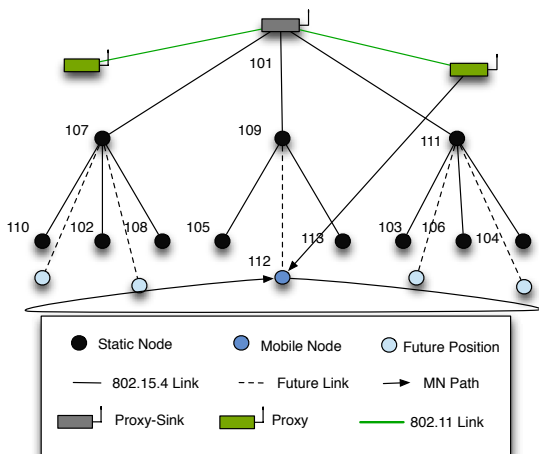 101
107
109
111
110
102
108
105
113
103
106
104
112
Static Node
Mobile Node
Future Position
802.15.4 Link
Future Link
MN Path
Proxy-Sink
Proxy
802.11 Link